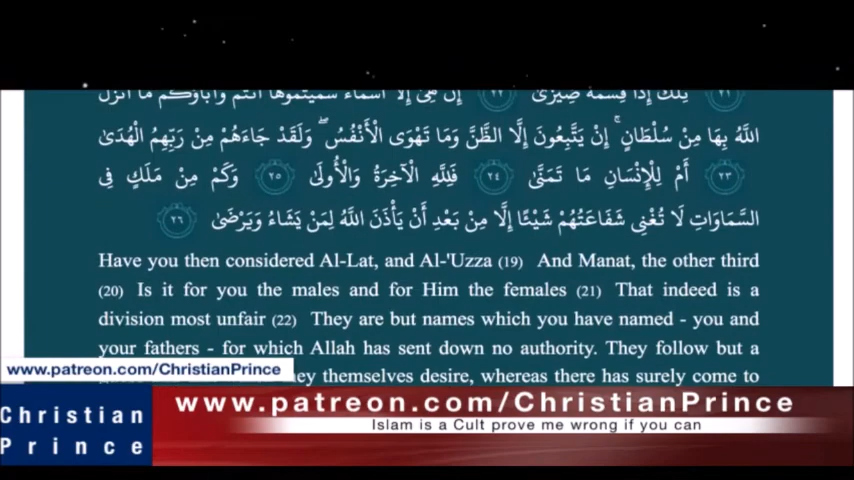 تِلْكَ إِذًا قِسْمَةٌ ضِيزَىٰ ٢٢ إِنْ هِيَ إِلَّا أَسْمَاءٌ سَمَّيْتُمُوهَا أَنْتُمْ وَآبَاؤُكُمْ مَا أَنْزَلَ
اللَّهُ بِهَا مِنْ سُلْطَانٍ ۚ إِنْ يَتَّبِعُونَ إِلَّا الظَّنَّ وَمَا تَهْوَى الْأَنْفُسُ ۖ وَلَقَدْ جَاءَهُمْ مِنْ رَبِّهِمُ الْهُدَىٰ
٢٣ أَمْ لِلْإِنْسَانِ مَا تَمَنَّىٰ ٢٤ فَلِلَّهِ الْآخِرَةُ وَالْأُولَىٰ ٢٥ وَكَمْ مِنْ مَلَكٍ فِي
السَّمَاوَاتِ لَا تُغْنِي شَفَاعَتُهُمْ شَيْئًا إِلَّا مِنْ بَعْدِ أَنْ يَأْذَنَ اللَّهُ لِمَنْ يَشَاءُ وَيَرْضَىٰ ٢٦
Have you then considered Al-Lat, and Al-'Uzza (19) And Manat, the other third
(20) Is it for you the males and for Him the females (21) That indeed is a
division most unfair (22) They are but names which you have named - you and
your fathers - for which Allah has sent down no authority. They follow but a
they themselves desire, whereas there has surely come to
www.patreon.com/ChristianPrince
Christian
Prince
www.patreon.com/ChristianPrince
Islam is a Cult prove me wrong if you can